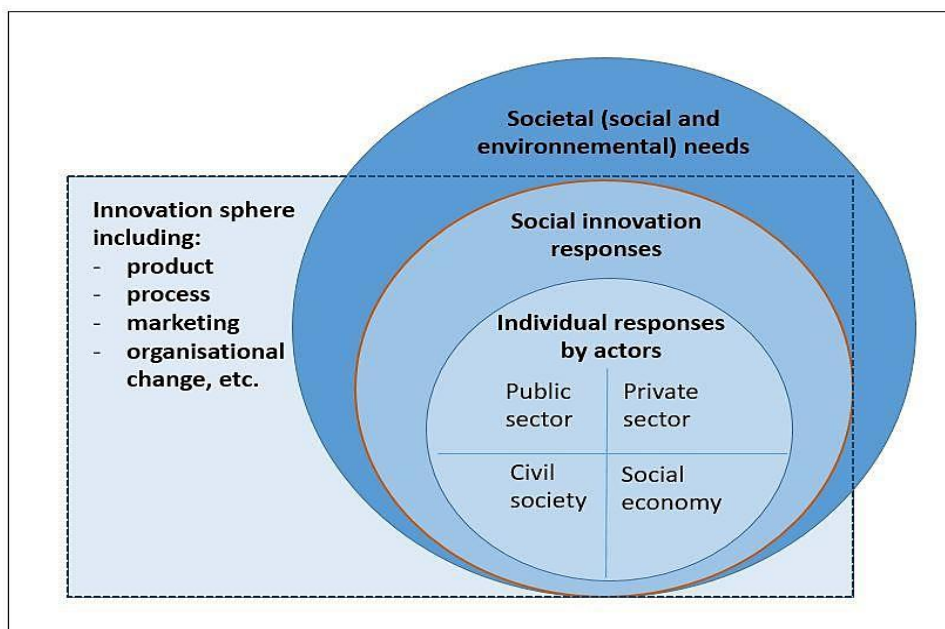 Societal (social and
environnemental) needs
Innovation sphere
including:
- product
- process
- marketing
- organisational
change, etc.
Social innovation
responses
Individual responses
by actors
Public
sector
Private
sector
Civil
society
Social
economy